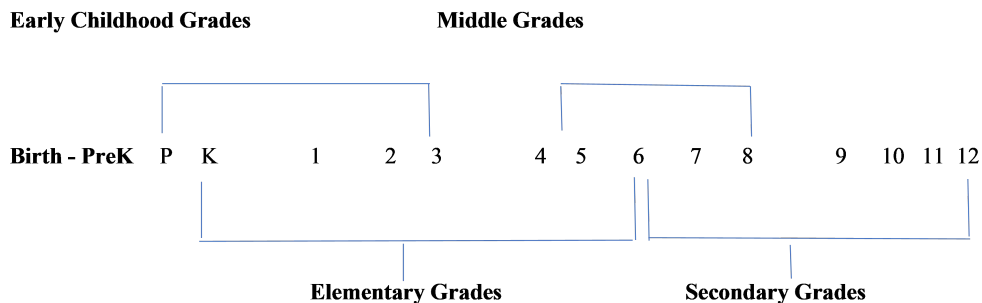 Early Childhood Grades Middle Grades
Birth - PreK P K 1 2 3 4 5 6 7 8 9 10 11 12
Elementary Grades Secondary Grades